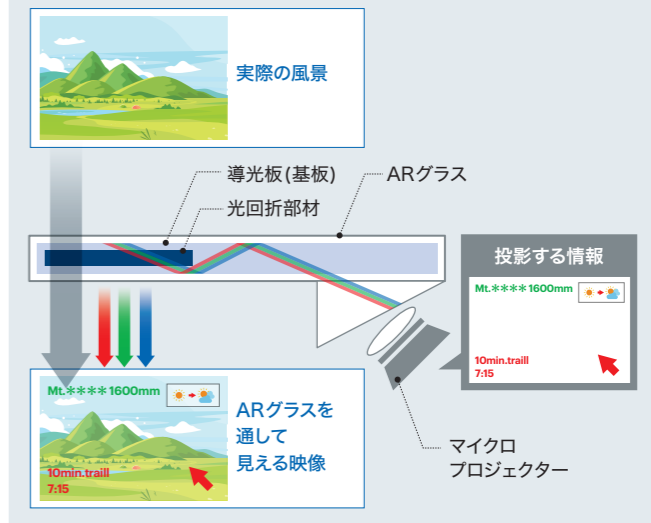 実際の風景
導光板(基板)
ARグラス
光回折部材
投影する情報
Mt.＊＊＊＊1600mm
10min.traill
7:15
Mt.＊＊＊＊1600mm
10min.traill
7:15
ARグラスを
通して
見える映像
マイクロ
プロジェクター